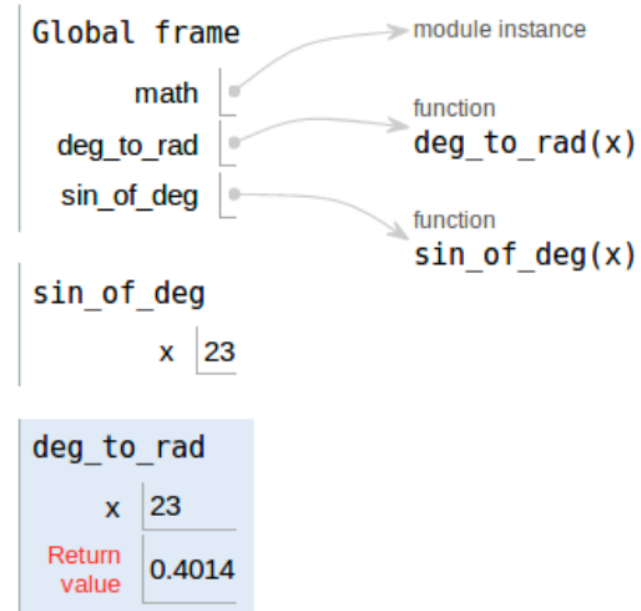 Global frame
module instance
math
function
deg_to_rad
deg_to_rad(x)
sin_of_deg
function
sin_of_deg(x)
sin_of_deg
x 23
deg_to_rad
x 23
Return
value 0.4014